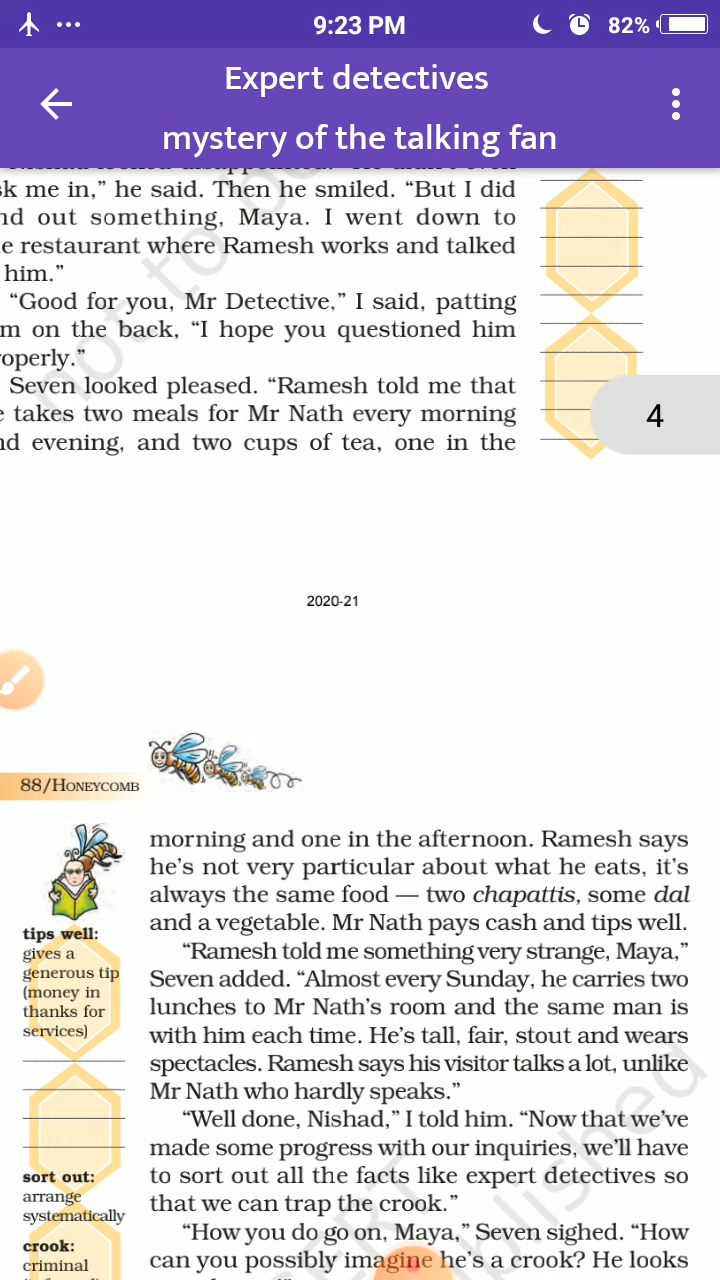 9:23 PM
82%
Expert detectives
mystery of the talking fan
sk me in,” he said. Then he smiled. “But I did
nd out something, Maya. I went down to
e restaurant where Ramesh works and talked
him.”
“Good for you, Mr Detective,” I said, patting
m on the back, “I hope you questioned him
roperly.”
Seven looked pleased. “Ramesh told me that
e takes two meals for Mr Nath every morning
nd evening, and two cups of tea, one in the
4
2020-21
88/HONEYCOMB
morning and one in the afternoon. Ramesh says
he’s not very particular about what he eats, it’s
always the same food — two chapattis, some dal
and a vegetable. Mr Nath pays cash and tips well.
“Ramesh told me something very strange, Maya,”
Seven added. “Almost every Sunday, he carries two
lunches to Mr Nath’s room and the same man is
with him each time. He’s tall, fair, stout and wears
spectacles. Ramesh says his visitor talks a lot, unlike
Mr Nath who hardly speaks.”
“Well done, Nishad,” I told him. “Now that we’ve
made some progress with our inquiries, we’ll have
to sort out all the facts like expert detectives so
that we can trap the crook.”
“How you do go on, Maya,” Seven sighed. “How
can you possibly imagine he’s a crook? He looks
tips well:
gives a
generous tip
(money in
thanks for
services)
sort out:
arrange
systematically
crook:
criminal
not to be